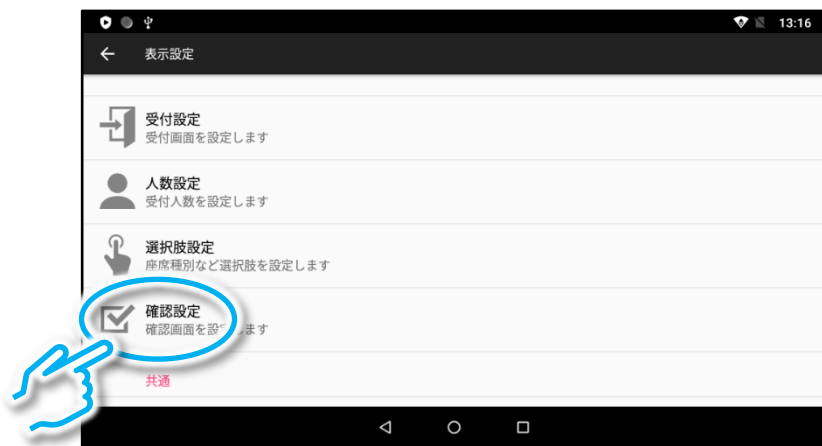 13:16
表示設定
受付設定
受付画面を設定します
人数設定
受付人数を設定します
選択肢設定
座席種別など選択肢を設定します
確認設定
確認画面を設定します
共通